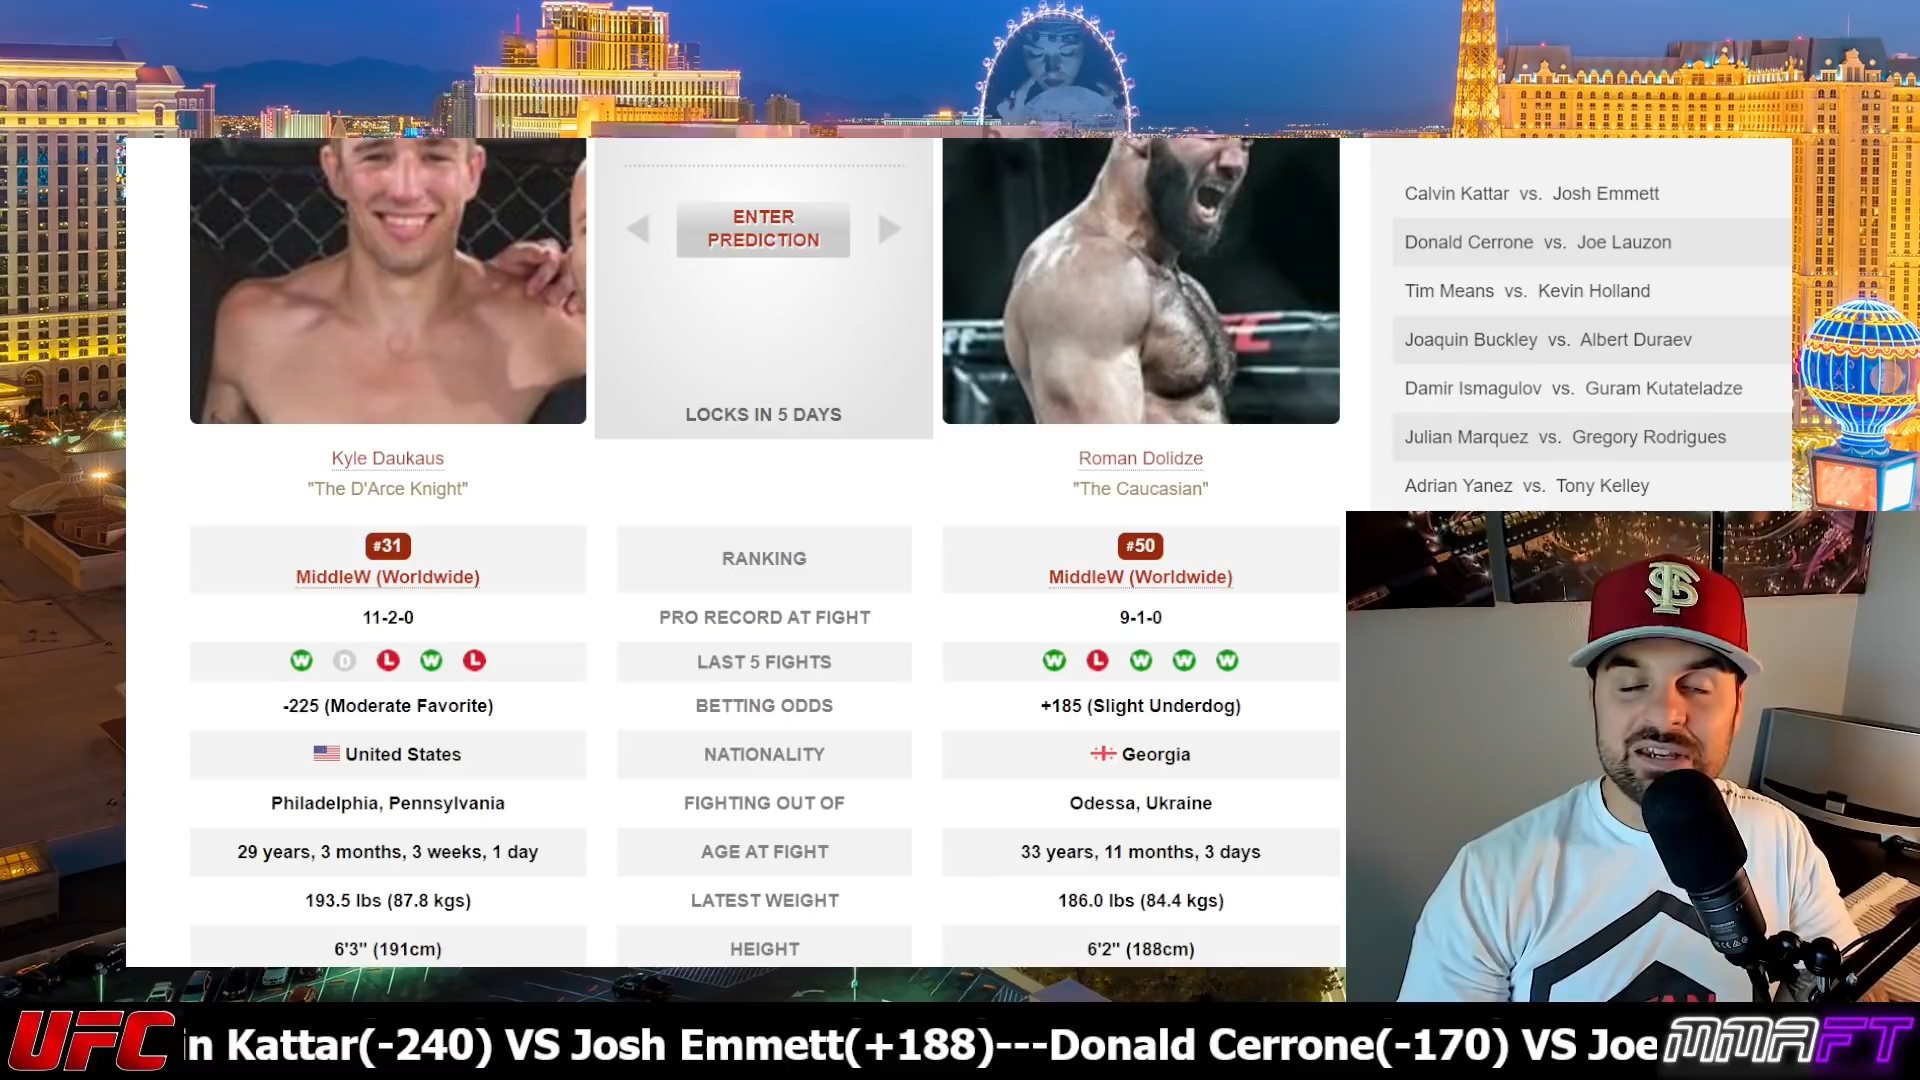 ENTER
PREDICTION
LOCKS IN 5 DAYS
Kyle Daukaus
"The D'Arce Knight"
Roman Dolidze
"The Caucasian"
#31
MiddleW (Worldwide)
RANKING
#50
MiddleW (Worldwide)
11-2-0
PRO RECORD AT FIGHT
9-1-0
W D L W L
LAST 5 FIGHTS
W L W W W
-225 (Moderate Favorite)
BETTING ODDS
+185 (Slight Underdog)
United States
NATIONALITY
Georgia
Philadelphia, Pennsylvania
FIGHTING OUT OF
Odessa, Ukraine
29 years, 3 months, 3 weeks, 1 day
AGE AT FIGHT
33 years, 11 months, 3 days
193.5 lbs (87.8 kgs)
LATEST WEIGHT
186.0 lbs (84.4 kgs)
6'3" (191cm)
HEIGHT
6'2" (188cm)
Calvin Kattar vs. Josh Emmett
Donald Cerrone vs. Joe Lauzon
Tim Means vs. Kevin Holland
Joaquin Buckley vs. Albert Duraev
Damir Ismagulov vs. Guram Kutateladze
Julian Marquez vs. Gregory Rodrigues
Adrian Yanez vs. Tony Kelley
UFC
in Kattar(-240) VS Josh Emmett(+188)---Donald Cerrone(-170) VS Joe
MMAFT